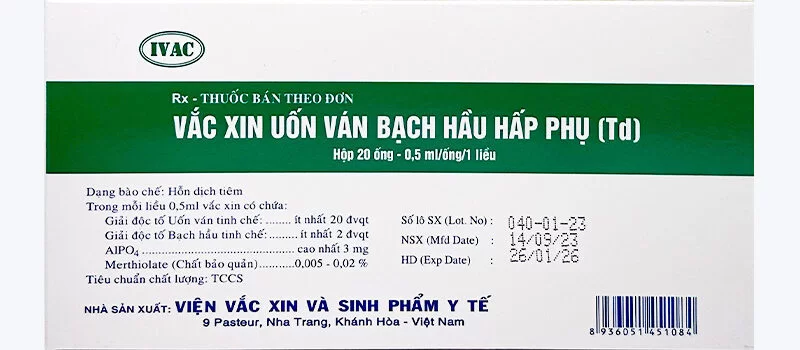 IVAC
Rx - THUỐC BÁN THEO ĐƠN
VẮC XIN UỐN VÁN BẠCH HẦU HẤP PHỤ (Td)
Hộp 20 ống - 0,5 ml/ống/1 liều
Dạng bào chế: Hỗn dịch tiêm
Trong mỗi liều 0,5ml vắc xin có chứa:
Giải độc tố Uốn ván tinh chế: ........ ít nhất 20 đvqt
Giải độc tố Bạch hầu tinh chế: ....... ít nhất 2 đvqt
AlPO4 ............................................ cao nhất 3 mg
Merthiolate (Chất bảo quản) .......... 0,005 - 0,02 %
Tiêu chuẩn chất lượng: TCCS
Số lô SX (Lot. No) : 040-01-23
NSX (Mfd Date) : 14/09/23
HD (Exp Date) : 26/01/26
NHÀ SẢN XUẤT: VIỆN VẮC XIN VÀ SINH PHẨM Y TẾ
9 Pasteur, Nha Trang, Khánh Hòa - Việt Nam
8 936051 451084